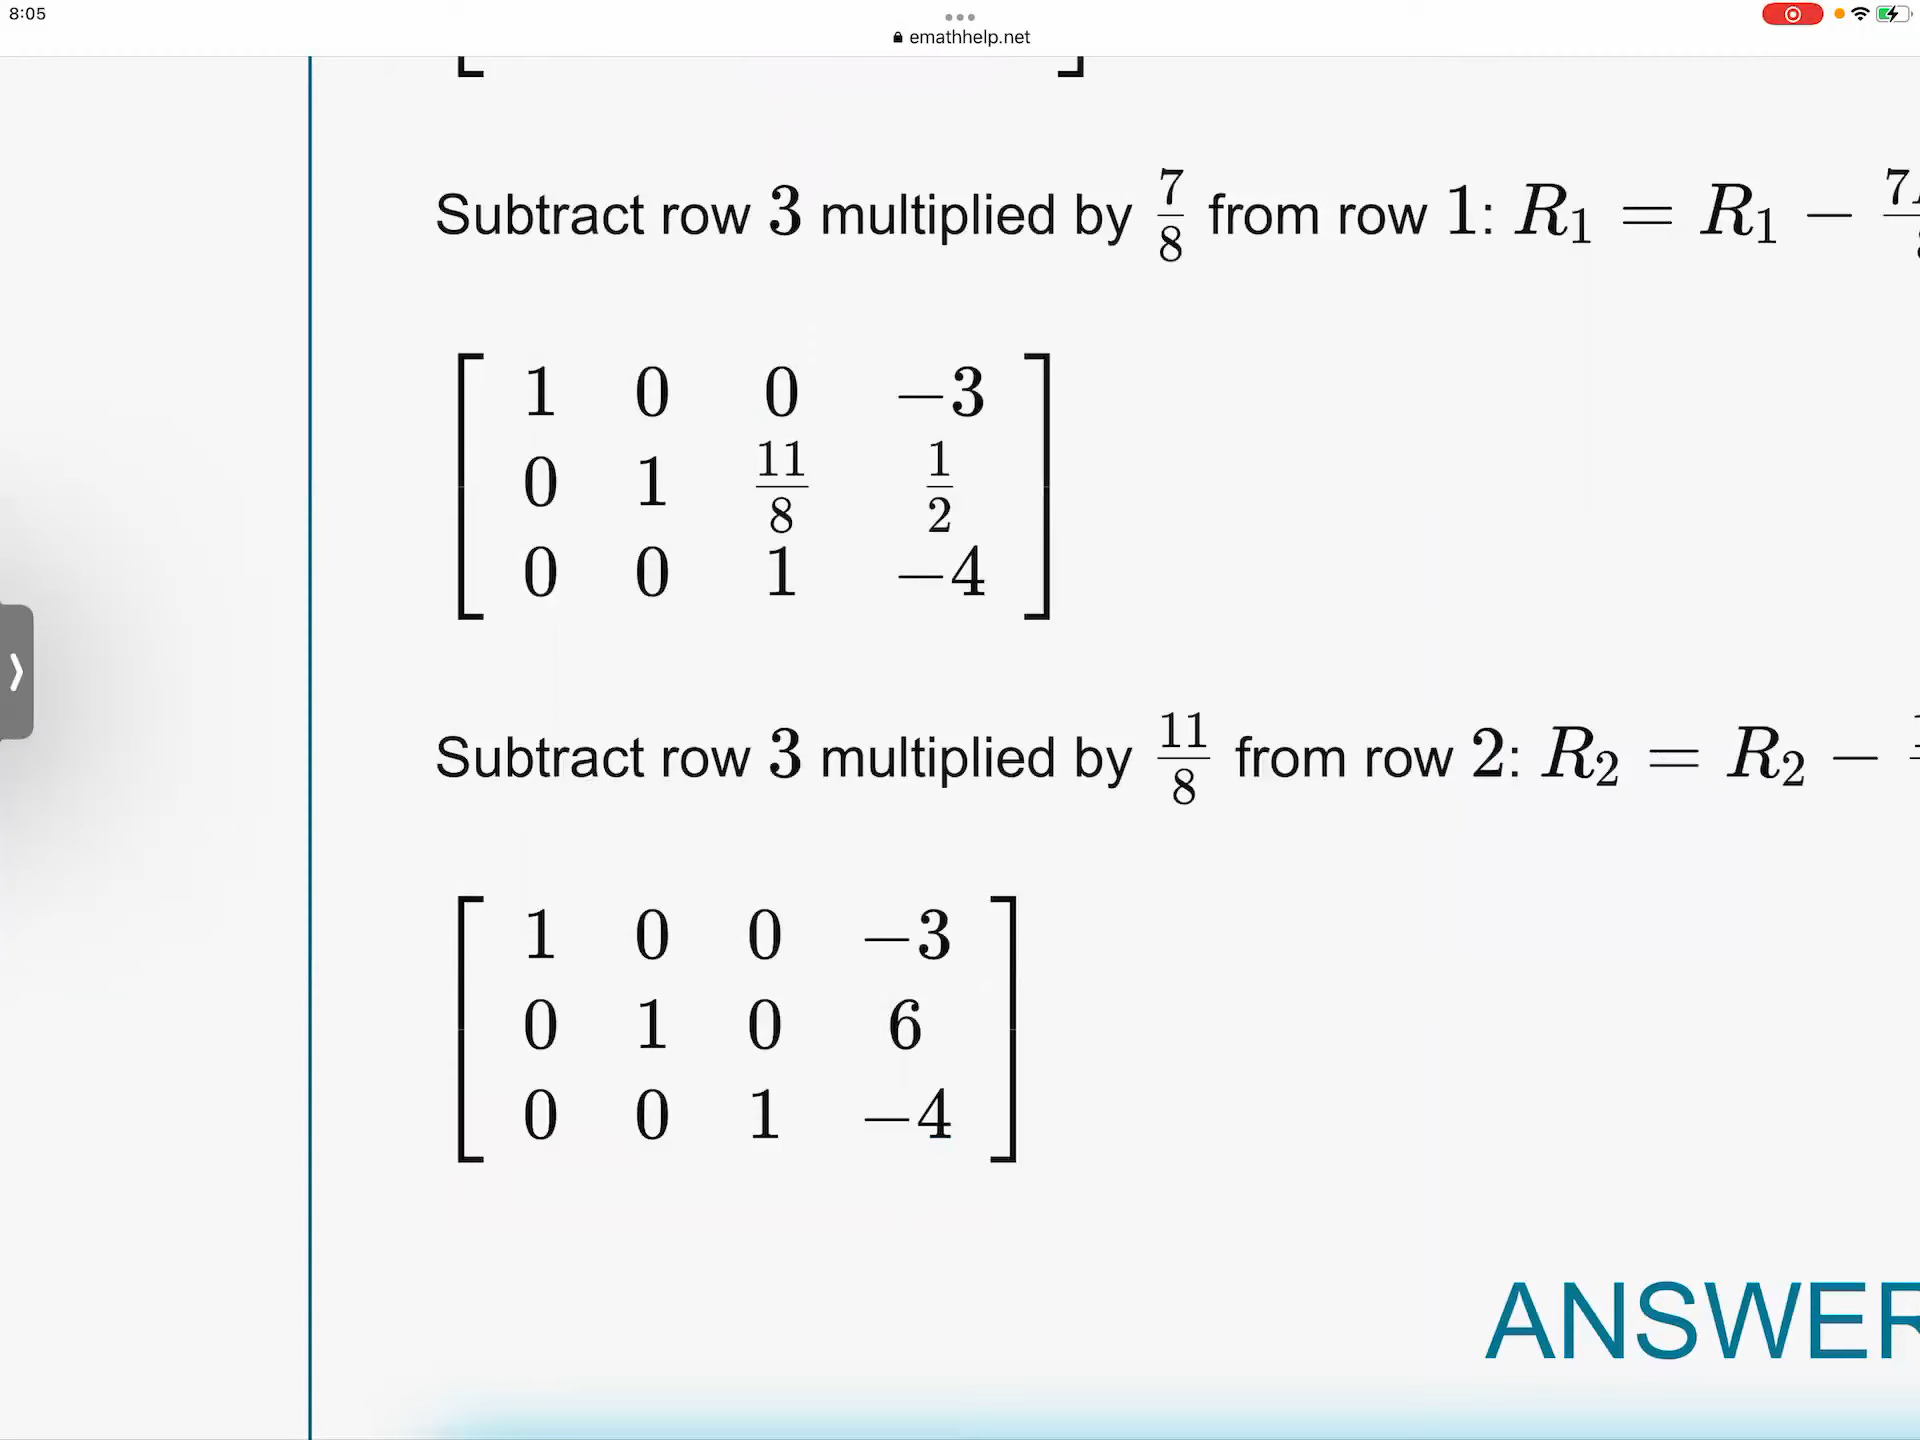 8:05
emathhelp.net
Subtract row 3 multiplied by 7/8 from row 1: R₁ = R₁ −
1 0 0 −3
0 1 11/8 1/2
0 0 1 −4
Subtract row 3 multiplied by 11/8 from row 2: R₂ = R₂ −
1 0 0 −3
0 1 0 6
0 0 1 −4
ANSWER